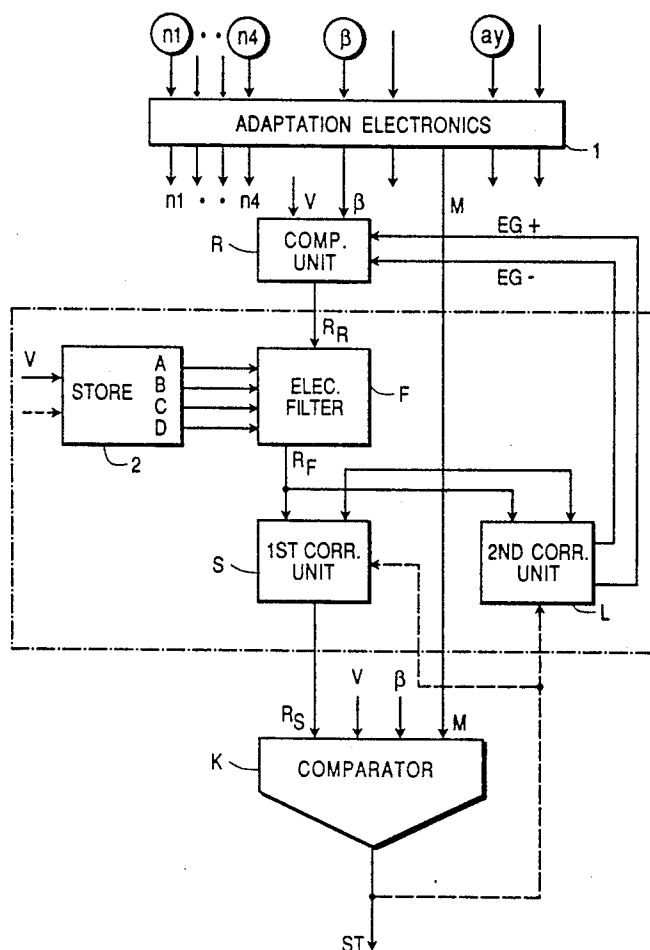 n1 · · n4 β ay
ADAPTATION ELECTRONICS
1
n1 · · n4 V β M
R COMP. UNIT
EG +
EG -
R_R
V STORE A B C D
2
ELEC. FILTER F
R_F
S 1ST CORR. UNIT
2ND CORR. UNIT
L
R_S V β M
K COMPARATOR
ST